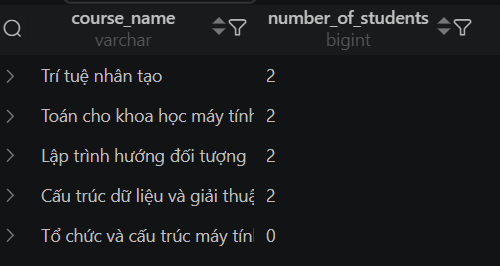 course_name number_of_students
varchar bigint
Trí tuệ nhân tạo 2
Toán cho khoa học máy tính 2
Lập trình hướng đối tượng 2
Cấu trúc dữ liệu và giải thuậ 2
Tổ chức và cấu trúc máy tín 0